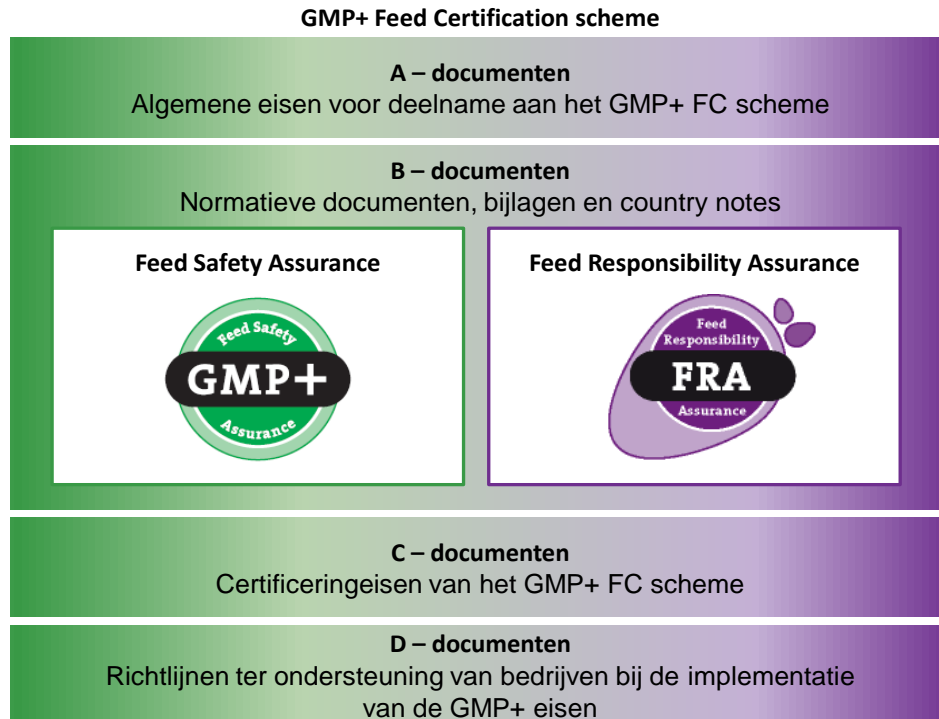 GMP+ Feed Certification scheme
A – documenten
Algemene eisen voor deelname aan het GMP+ FC scheme
B – documenten
Normatieve documenten, bijlagen en country notes
Feed Safety Assurance
Feed Safety
GMP+
Assurance
Feed Responsibility Assurance
Feed
Responsibility
FRA
Assurance
C – documenten
Certificeringeisen van het GMP+ FC scheme
D – documenten
Richtlijnen ter ondersteuning van bedrijven bij de implementatie
van de GMP+ eisen